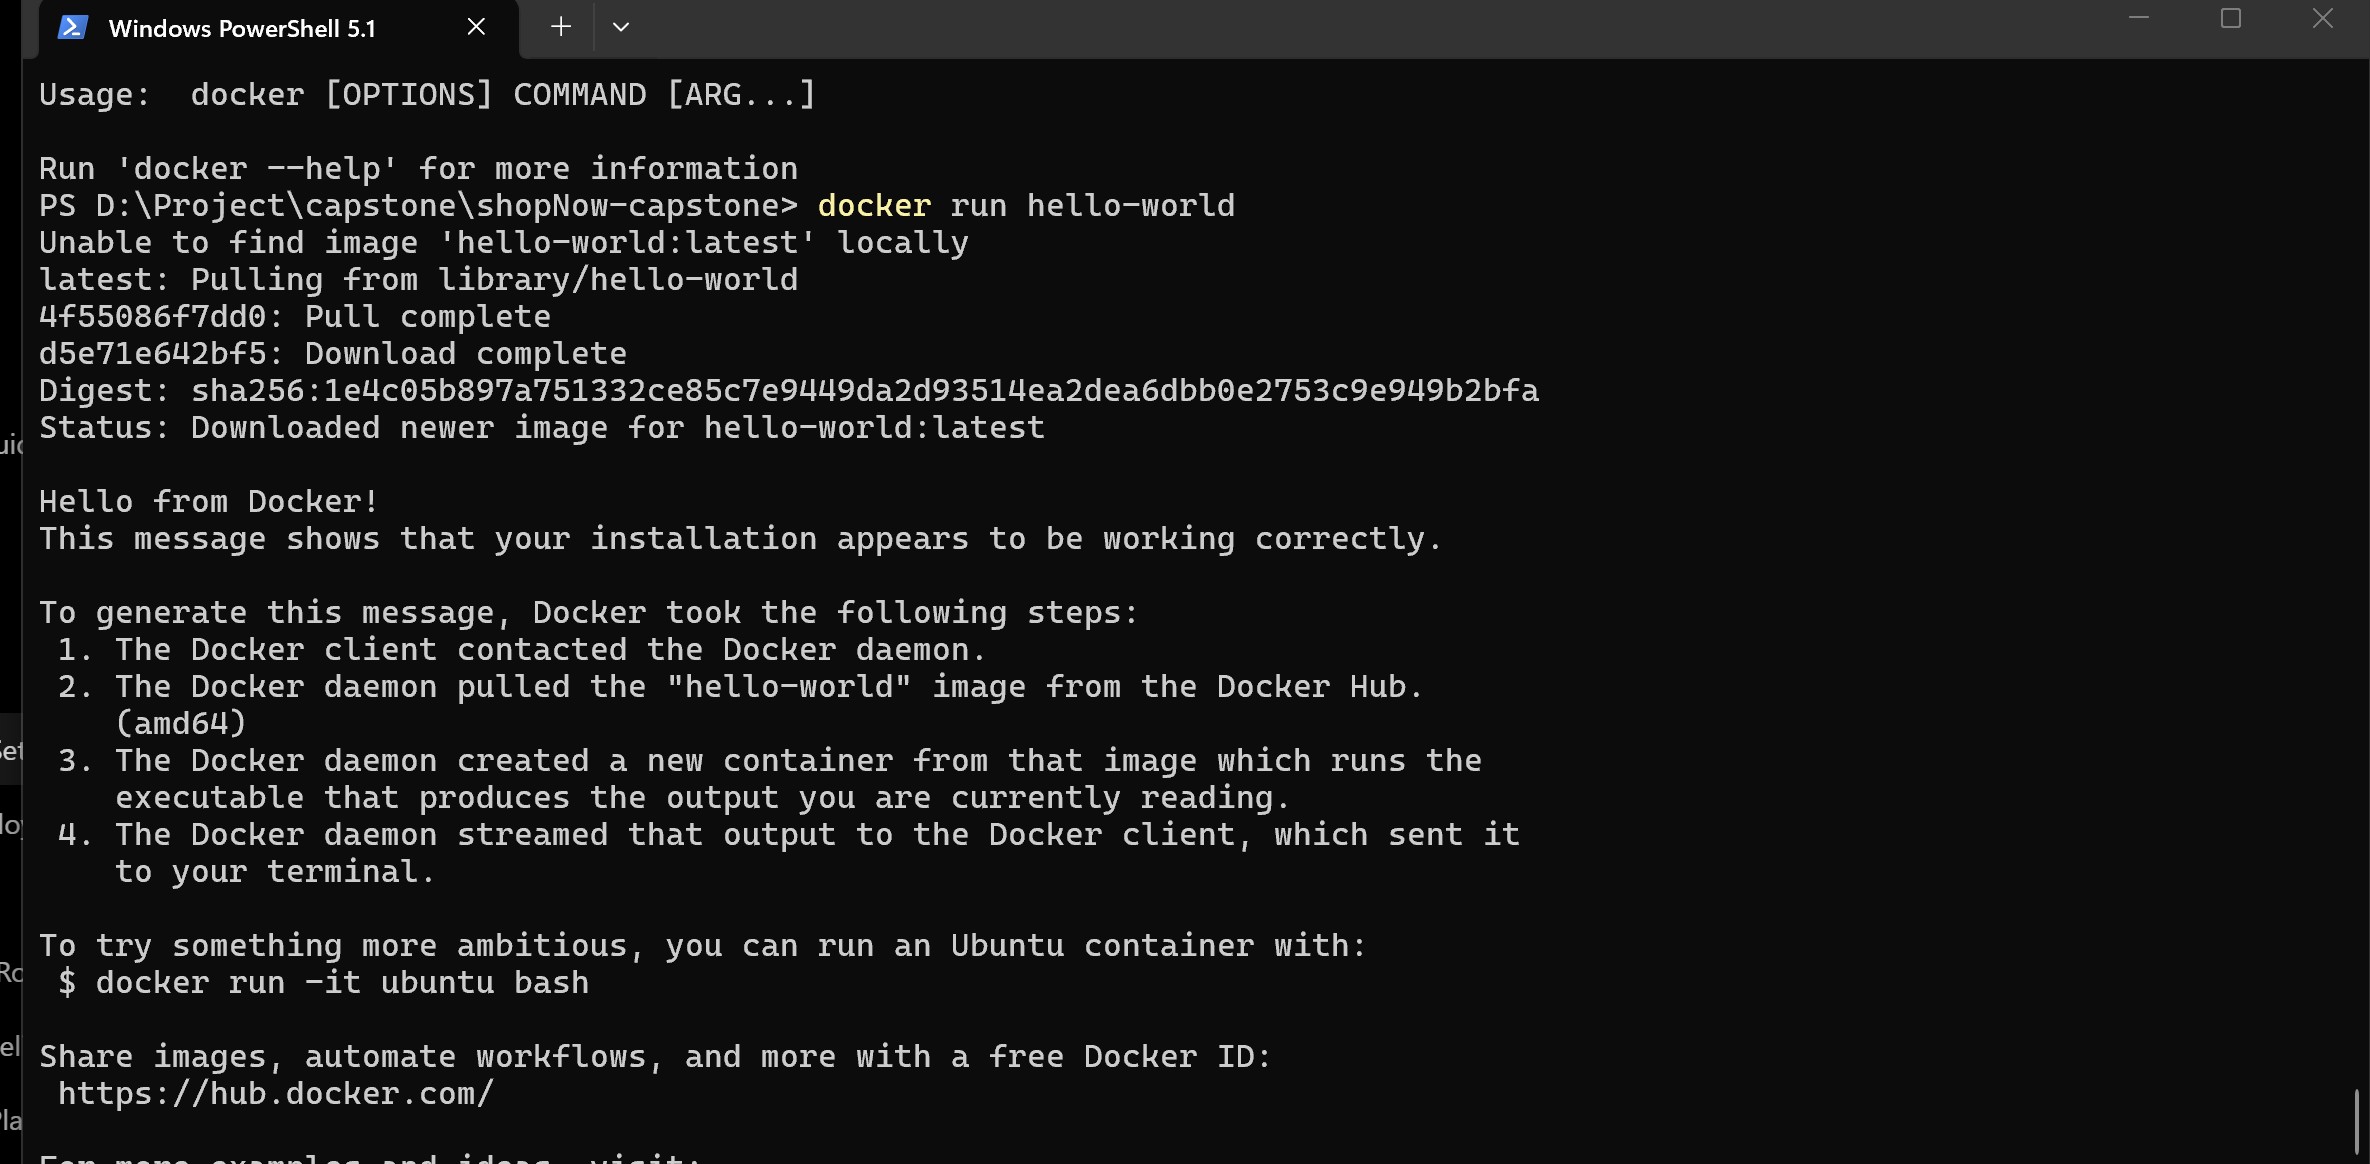 Windows PowerShell 5.1
Usage:  docker [OPTIONS] COMMAND [ARG...]
Run 'docker --help' for more information
PS D:\Project\capstone\shopNow-capstone> docker run hello-world
Unable to find image 'hello-world:latest' locally
latest: Pulling from library/hello-world
4f55086f7dd0: Pull complete
d5e71e642bf5: Download complete
Digest: sha256:1e4c05b897a751332ce85c7e9449da2d93514ea2dea6dbb0e2753c9e949b2bfa
Status: Downloaded newer image for hello-world:latest
Hello from Docker!
This message shows that your installation appears to be working correctly.
To generate this message, Docker took the following steps:
 1. The Docker client contacted the Docker daemon.
 2. The Docker daemon pulled the "hello-world" image from the Docker Hub.
    (amd64)
 3. The Docker daemon created a new container from that image which runs the
    executable that produces the output you are currently reading.
 4. The Docker daemon streamed that output to the Docker client, which sent it
    to your terminal.
To try something more ambitious, you can run an Ubuntu container with:
 $ docker run -it ubuntu bash
Share images, automate workflows, and more with a free Docker ID:
 https://hub.docker.com/
For more examples and ideas, visit: